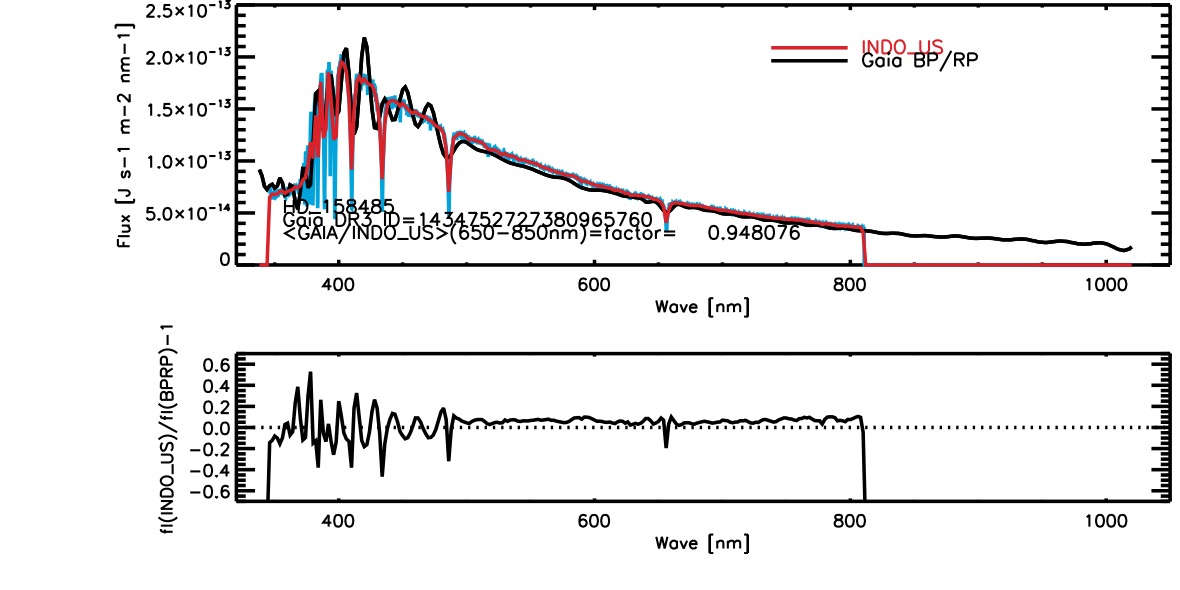 2.5×10⁻¹³
2.0×10⁻¹³
1.5×10⁻¹³
1.0×10⁻¹³
5.0×10⁻¹⁴
0
Flux [J s-1 m-2 nm-1]
INDO_US
Gaia BP/RP
HD_158485
Gaia DR3 ID=1434752727380965760
<GAIA/INDO_US>(650-850nm)=factor= 0.948076
400 600 800 1000
Wave [nm]
fl(INDO_US)/fl(BPRP)-1
0.6
0.4
0.2
0.0
-0.2
-0.4
-0.6
400 600 800 1000
Wave [nm]